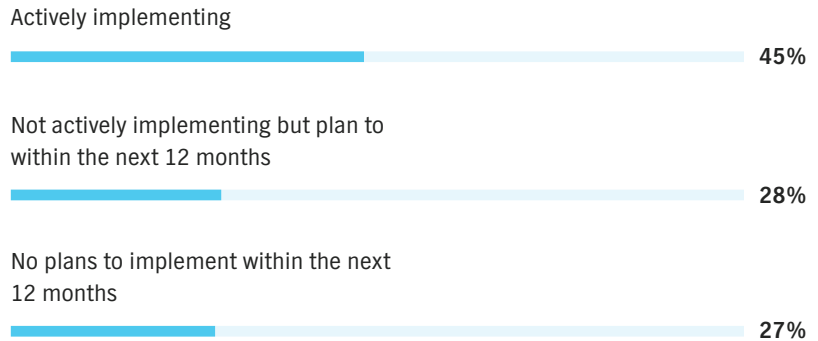 Actively implementing
45%
Not actively implementing but plan to
within the next 12 months
28%
No plans to implement within the next
12 months
27%